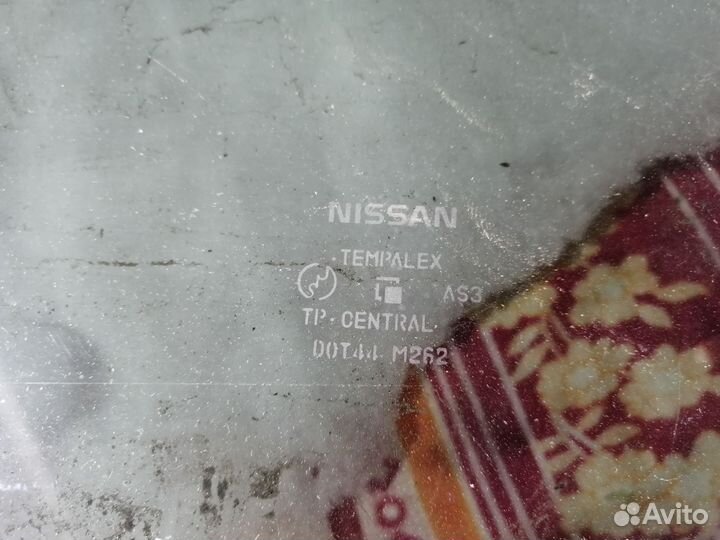 NISSAN
TEMPALEX
AS3
TP-CENTRAL
DOT44 M262
Avito